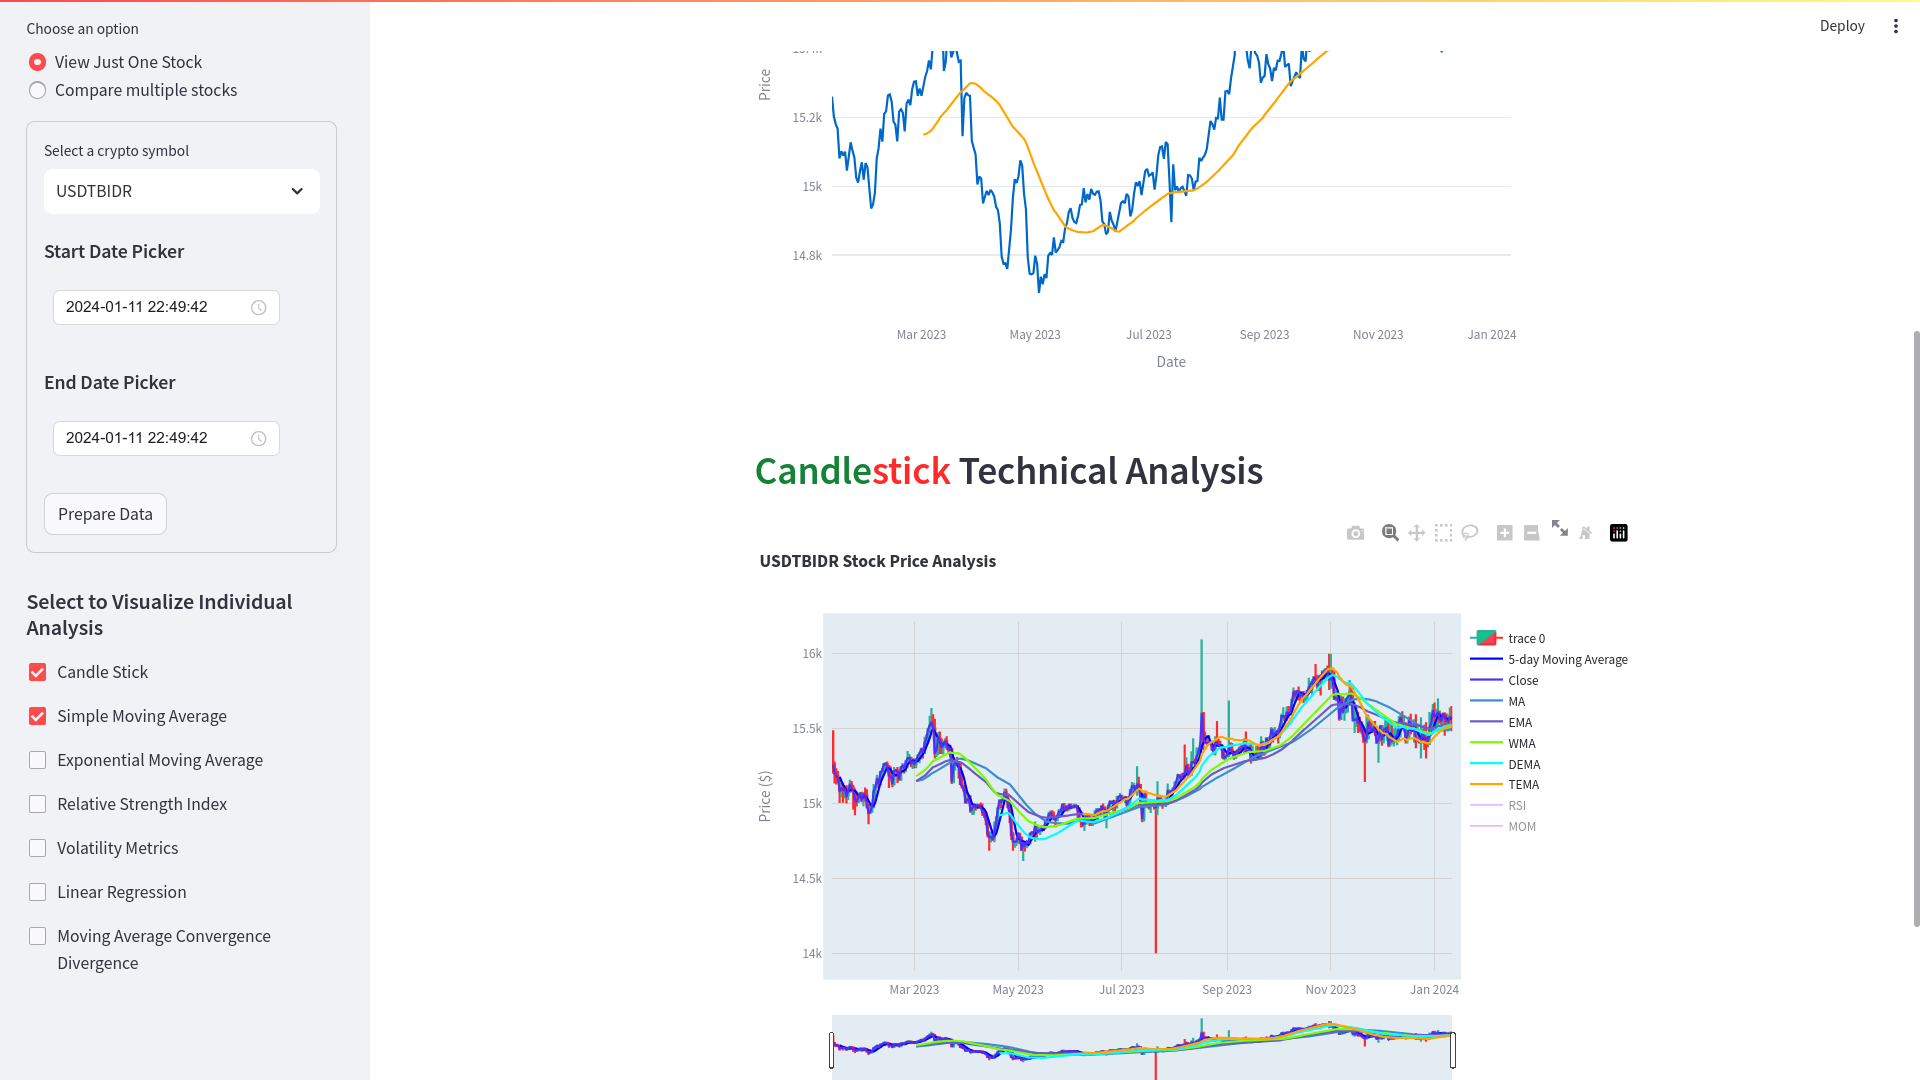 Choose an option
View Just One Stock
Compare multiple stocks
Select a crypto symbol
USDTBIDR
Start Date Picker
2024-01-11 22:49:42
End Date Picker
2024-01-11 22:49:42
Prepare Data
Select to Visualize Individual
Analysis
Candle Stick
Simple Moving Average
Exponential Moving Average
Relative Strength Index
Volatility Metrics
Linear Regression
Moving Average Convergence
Divergence
Deploy
Price
15.2k
15k
14.8k
Mar 2023
May 2023
Jul 2023
Sep 2023
Nov 2023
Jan 2024
Date
Candlestick Technical Analysis
USDTBIDR Stock Price Analysis
Price ($)
16k
15.5k
15k
14.5k
14k
Mar 2023
May 2023
Jul 2023
Sep 2023
Nov 2023
Jan 2024
trace 0
5-day Moving Average
Close
MA
EMA
WMA
DEMA
TEMA
RSI
MOM